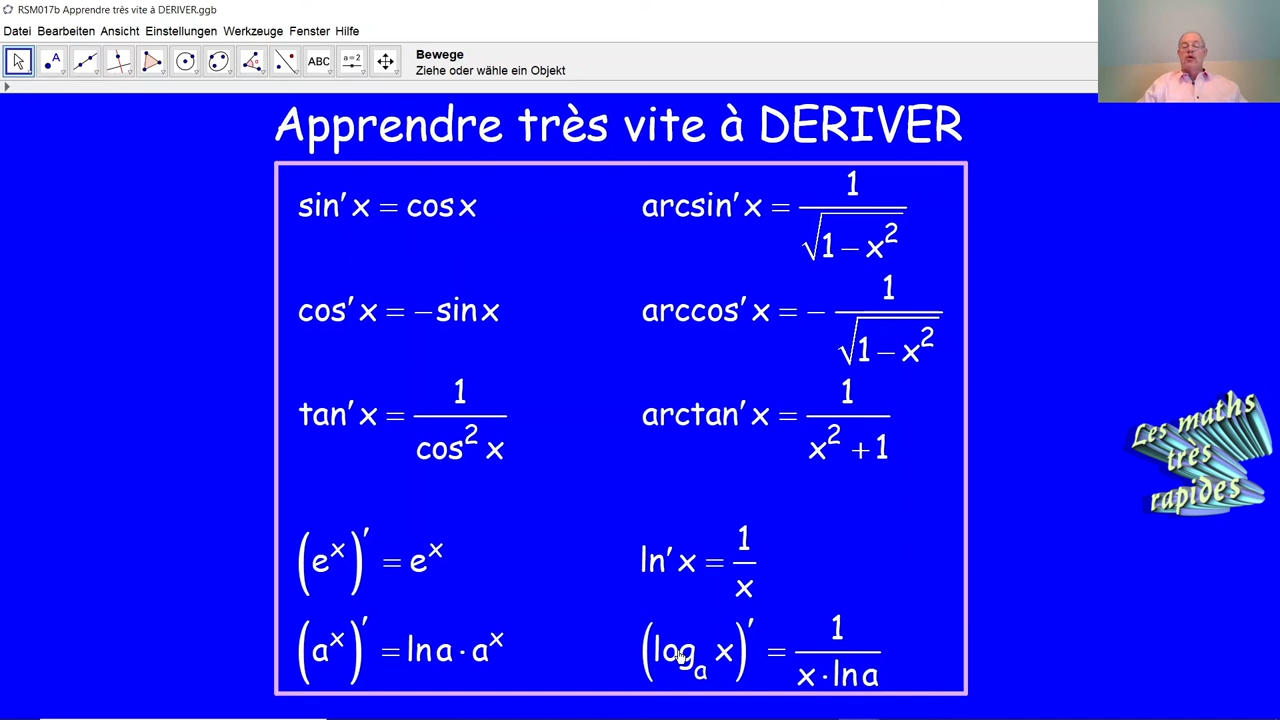 RSM017b Apprendre très vite à DERIVER.ggb
Datei Bearbeiten Ansicht Einstellungen Werkzeuge Fenster Hilfe
A
ABC
a=2
Bewege
Ziehe oder wähle ein Objekt
Apprendre très vite à DERIVER
sin′x = cos x
arcsin′x = 1/√(1−x²)
cos′x = −sin x
arccos′x = −1/√(1−x²)
tan′x = 1/cos²x
arctan′x = 1/(x²+1)
(eˣ)′ = eˣ
ln′x = 1/x
(aˣ)′ = ln a · aˣ
(logₐ x)′ = 1/(x·ln a)
Les maths
très
rapides